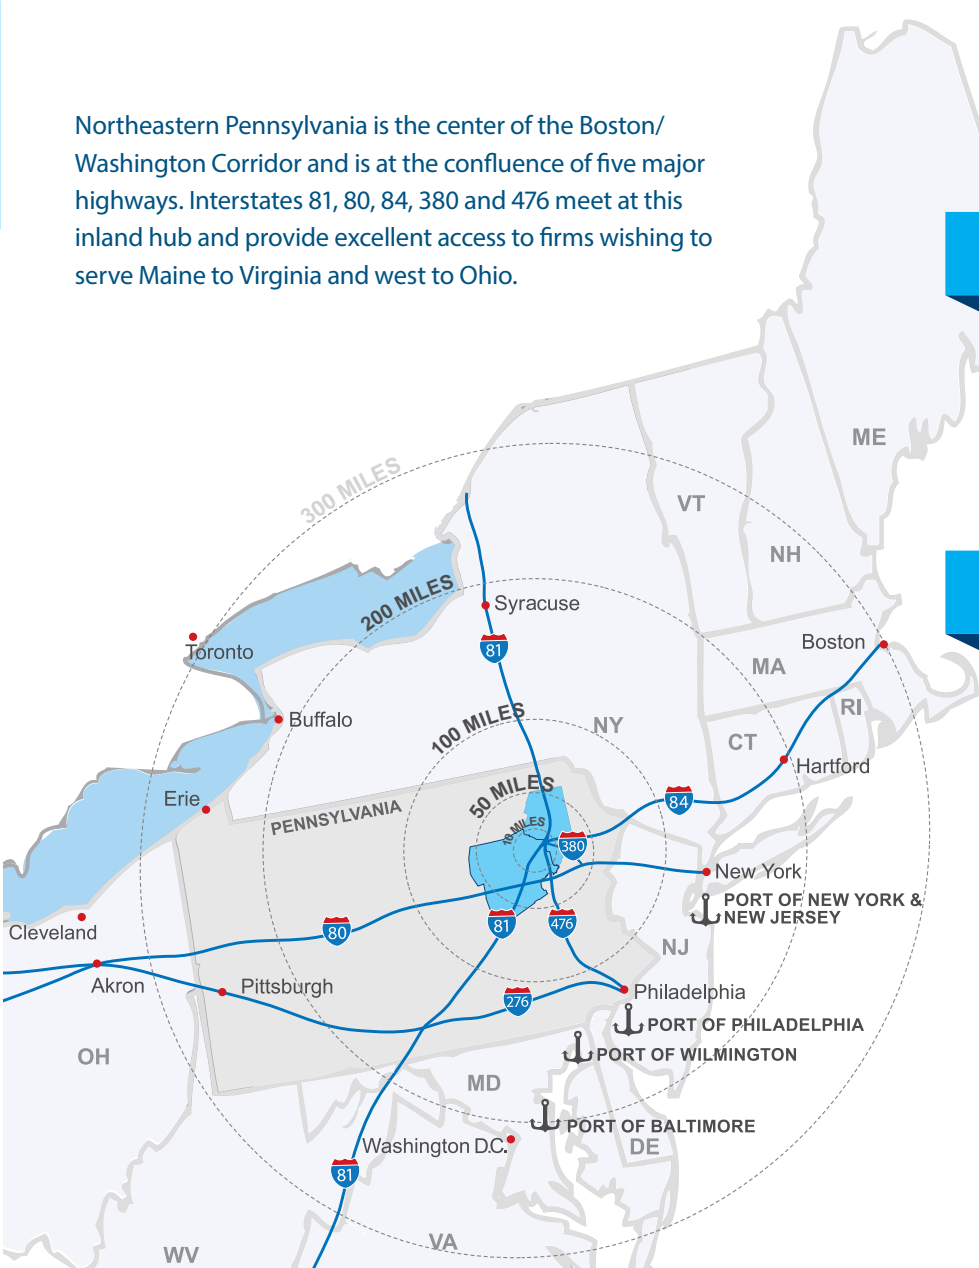 Northeastern Pennsylvania is the center of the Boston/
Washington Corridor and is at the confluence of five major
highways. Interstates 81, 80, 84, 380 and 476 meet at this
inland hub and provide excellent access to firms wishing to
serve Maine to Virginia and west to Ohio.
ME
300 MILES
VT
NH
200 MILES
Syracuse
Toronto
81
Boston
MA
Buffalo
100 MILES
NY
RI
CT
Hartford
50 MILES
Erie
84
PENNSYLVANIA
10 MILES
380
New York
PORT OF NEW YORK &
NEW JERSEY
Cleveland
80
81
476
NJ
Akron
Pittsburgh
276
Philadelphia
PORT OF PHILADELPHIA
OH
PORT OF WILMINGTON
MD
PORT OF BALTIMORE
Washington D.C.
DE
81
VA
WV